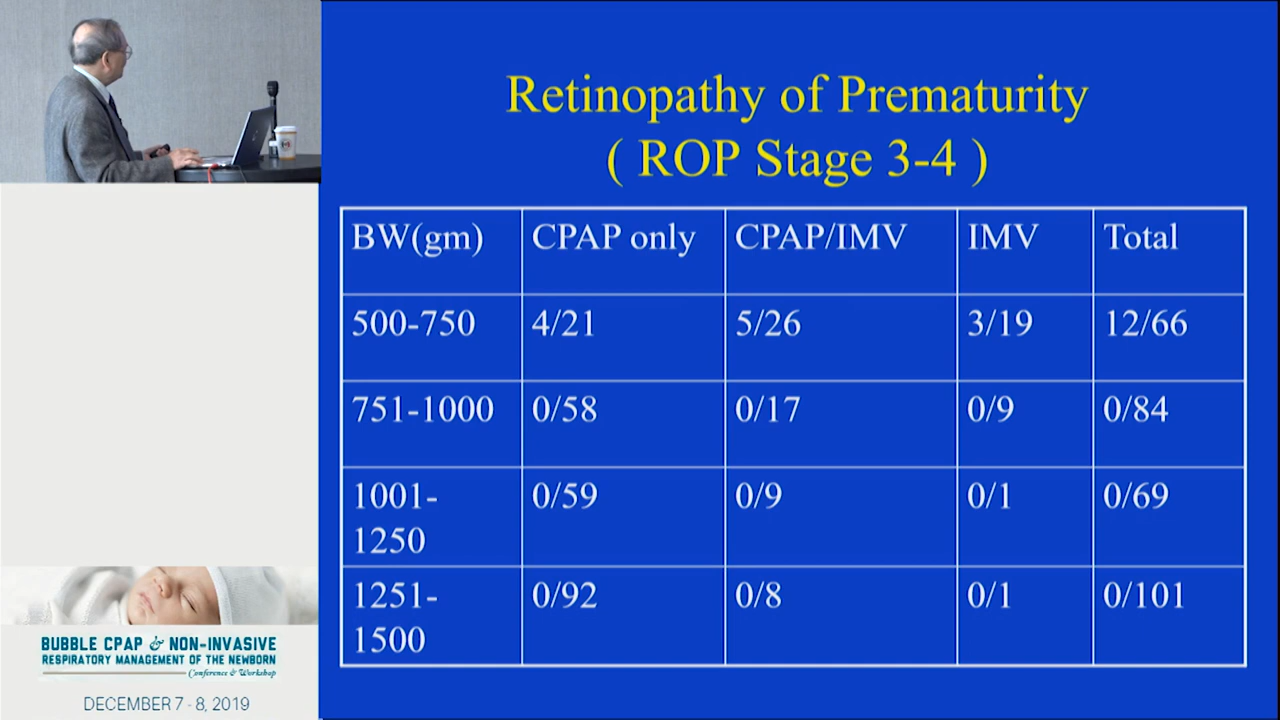 Retinopathy of Prematurity
( ROP Stage 3-4 )
BW(gm) CPAP only CPAP/IMV IMV Total
500-750 4/21 5/26 3/19 12/66
751-1000 0/58 0/17 0/9 0/84
1001-
1250 0/59 0/9 0/1 0/69
1251-
1500 0/92 0/8 0/1 0/101
BUBBLE CPAP & NON-INVASIVE
RESPIRATORY MANAGEMENT OF THE NEWBORN
Conference & Workshop
DECEMBER 7 - 8, 2019